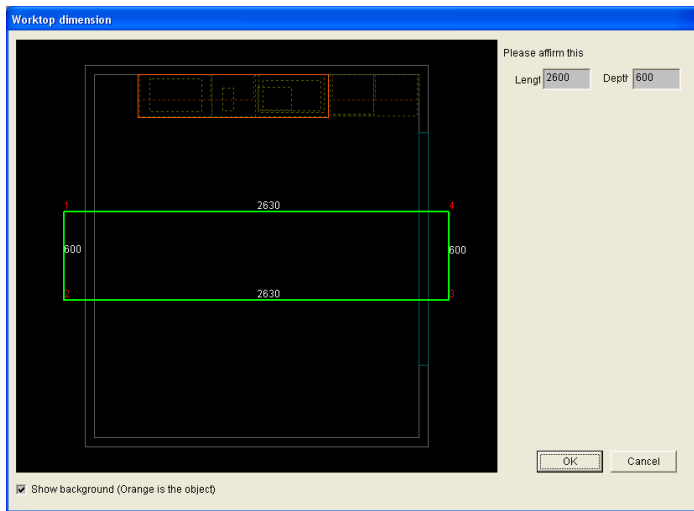 Worktop dimension
Please affirm this
Lengt 2600 Depth 600
1 2630 4
600 600
2 2630 3
OK Cancel
Show background (Orange is the object)